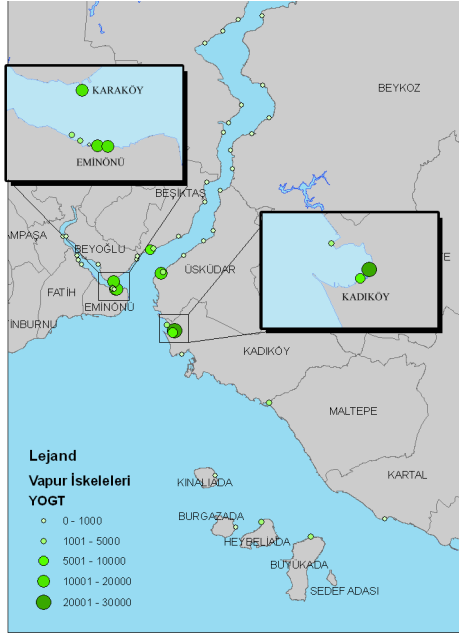 BEYKOZ
KARAKÖY
EMİNÖNÜ
BEŞİKTAŞ
AMPAŞA
BEYOĞLU
ÜSKÜDAR
E
FATİH
EMİNÖNÜ
INBURNU
KADIKÖY
KADIKÖY
MALTEPE
KARTAL
KINALIADA
BURGAZADA
HEYBELİADA
BÜYÜKADA
SEDEF ADASI
Lejand
Vapur İskeleleri
YOGT
0 - 1000
1001 - 5000
5001 - 10000
10001 - 20000
20001 - 30000